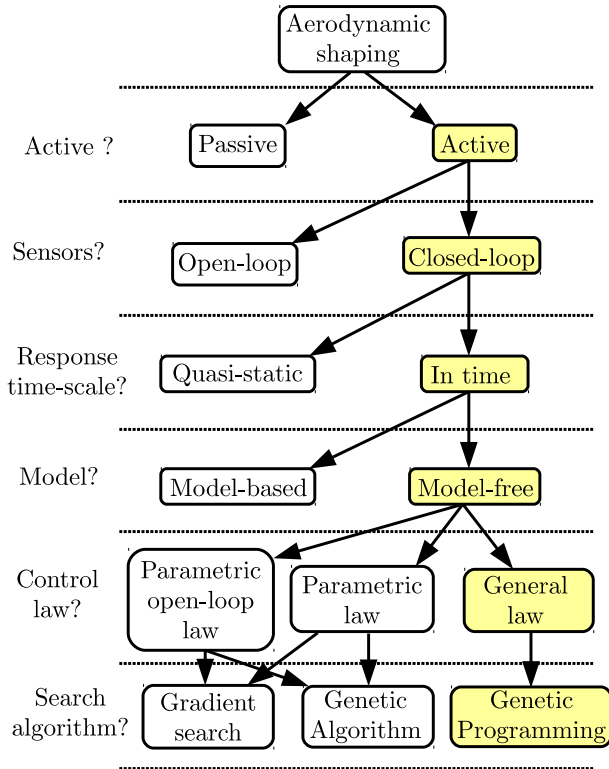 Aerodynamic
shaping
Active ?
Passive
Active
Sensors?
Open-loop
Closed-loop
Response
time-scale?
Quasi-static
In time
Model?
Model-based
Model-free
Control
law?
Parametric
open-loop
law
Parametric
law
General
law
Search
algorithm?
Gradient
search
Genetic
Algorithm
Genetic
Programming